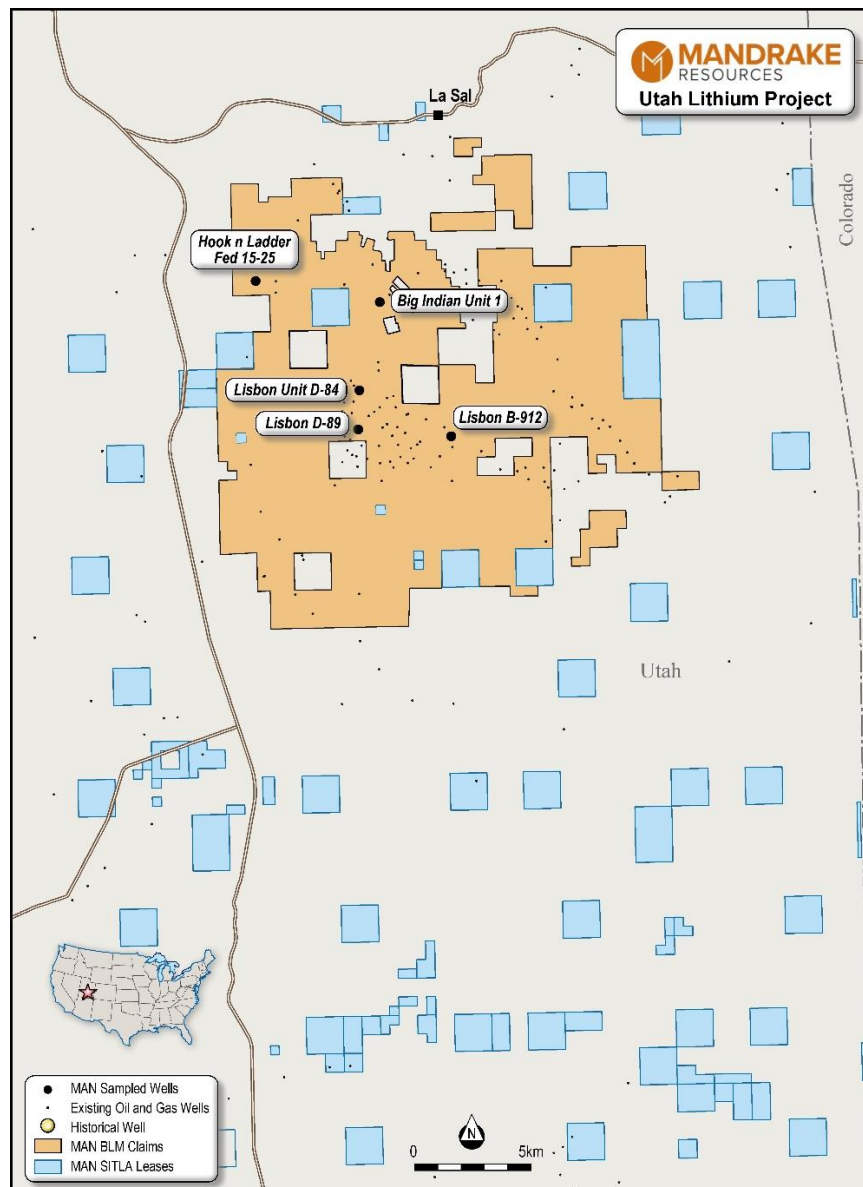 MANDRAKE
RESOURCES
Utah Lithium Project
La Sal
Colorado
Hook n Ladder
Fed 15-25
Big Indian Unit 1
Lisbon Unit D-84
Lisbon D-89
Lisbon B-912
Utah
MAN Sampled Wells
Existing Oil and Gas Wells
Historical Well
MAN BLM Claims
MAN SITLA Leases
N
0
5km